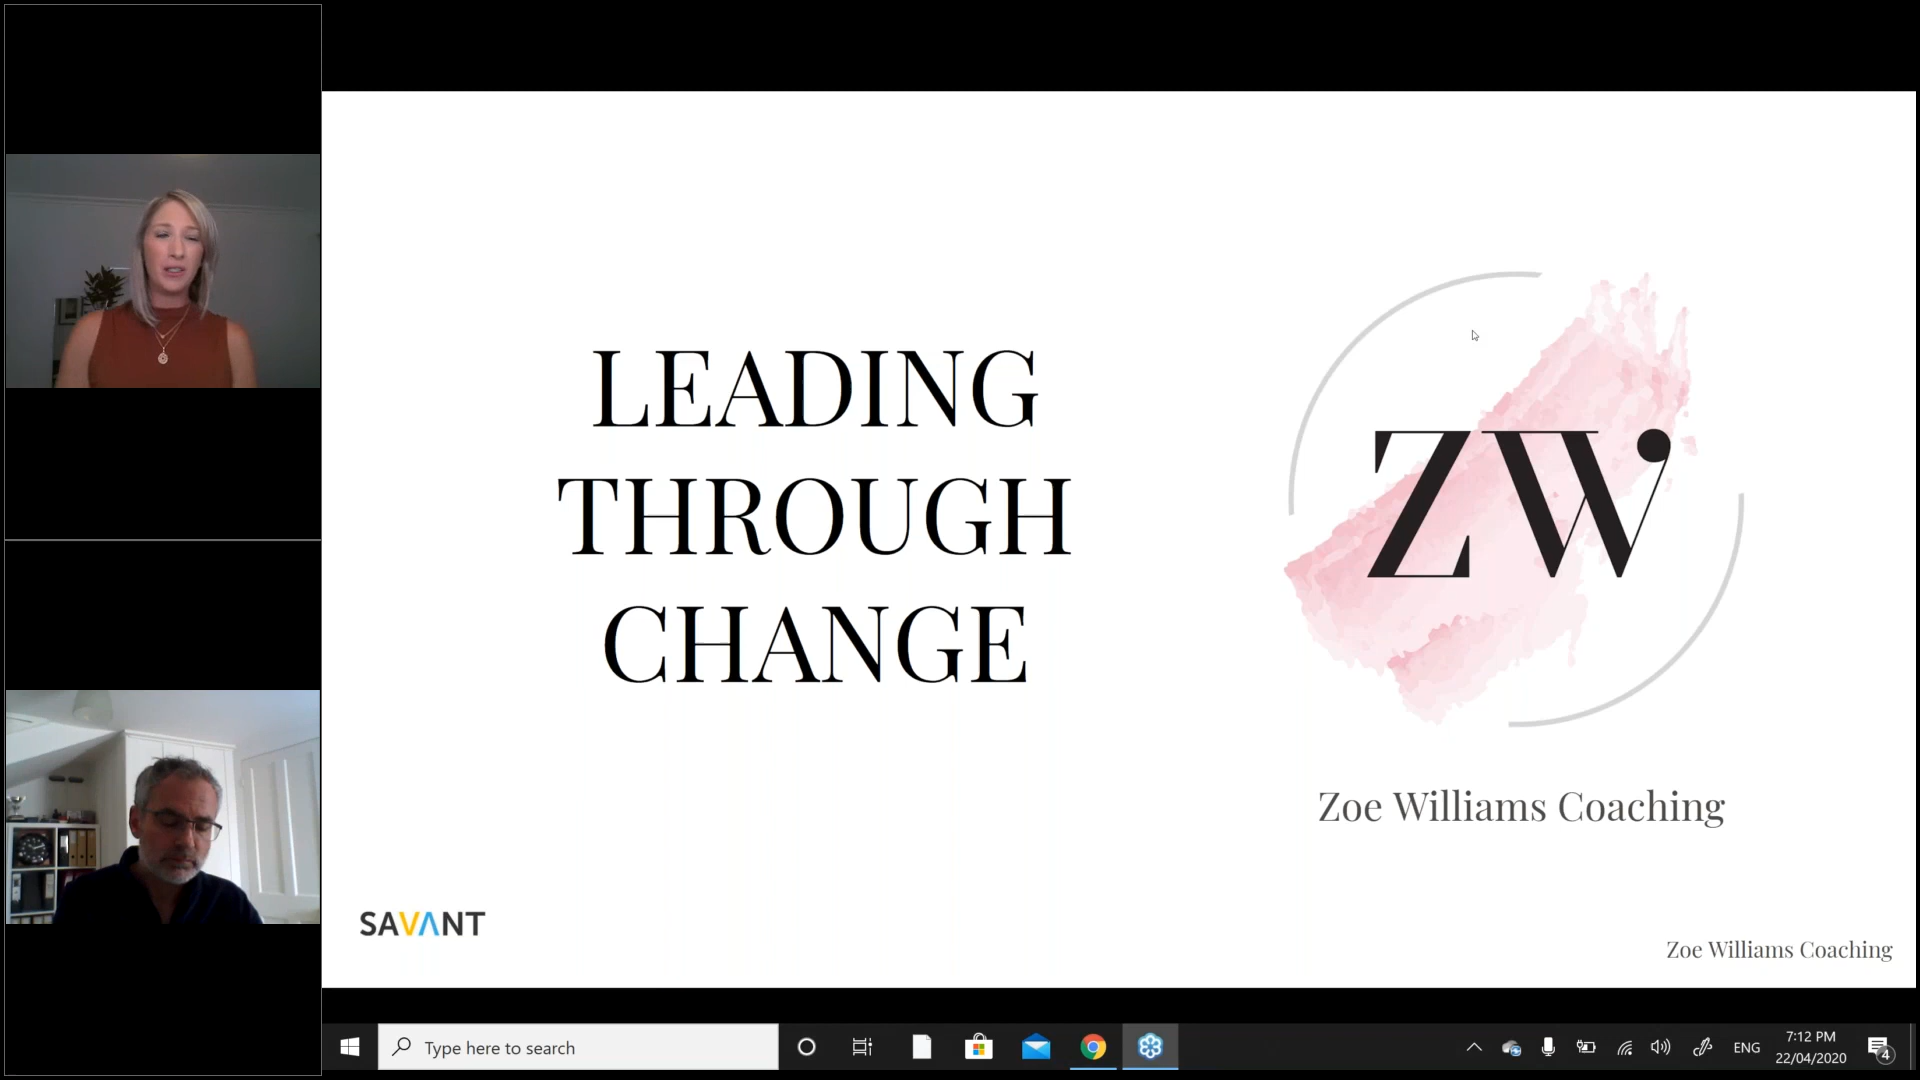 LEADING
THROUGH
CHANGE
ZW
Zoe Williams Coaching
SAVANT
Zoe Williams Coaching
Type here to search
ENG
7:12 PM
22/04/2020
4